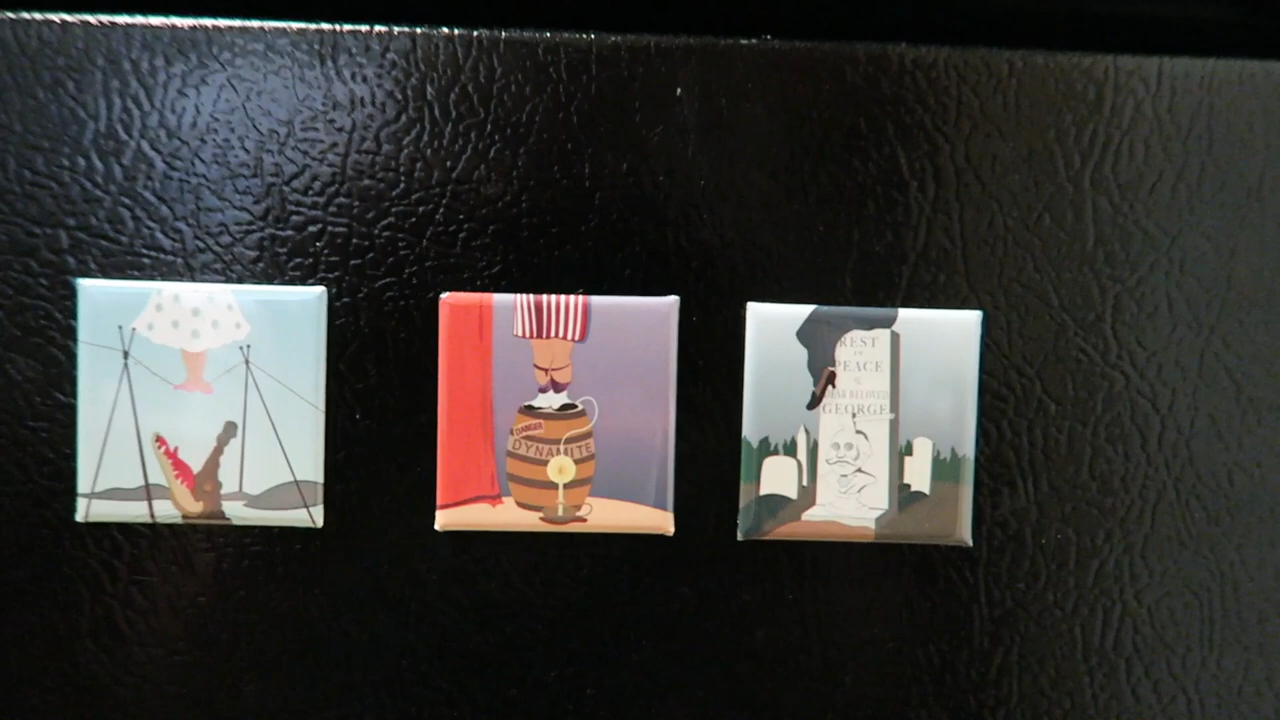 DANGER
DYNAMITE
REST
IN
PEACE
DEAR BELOVED
GEORGE